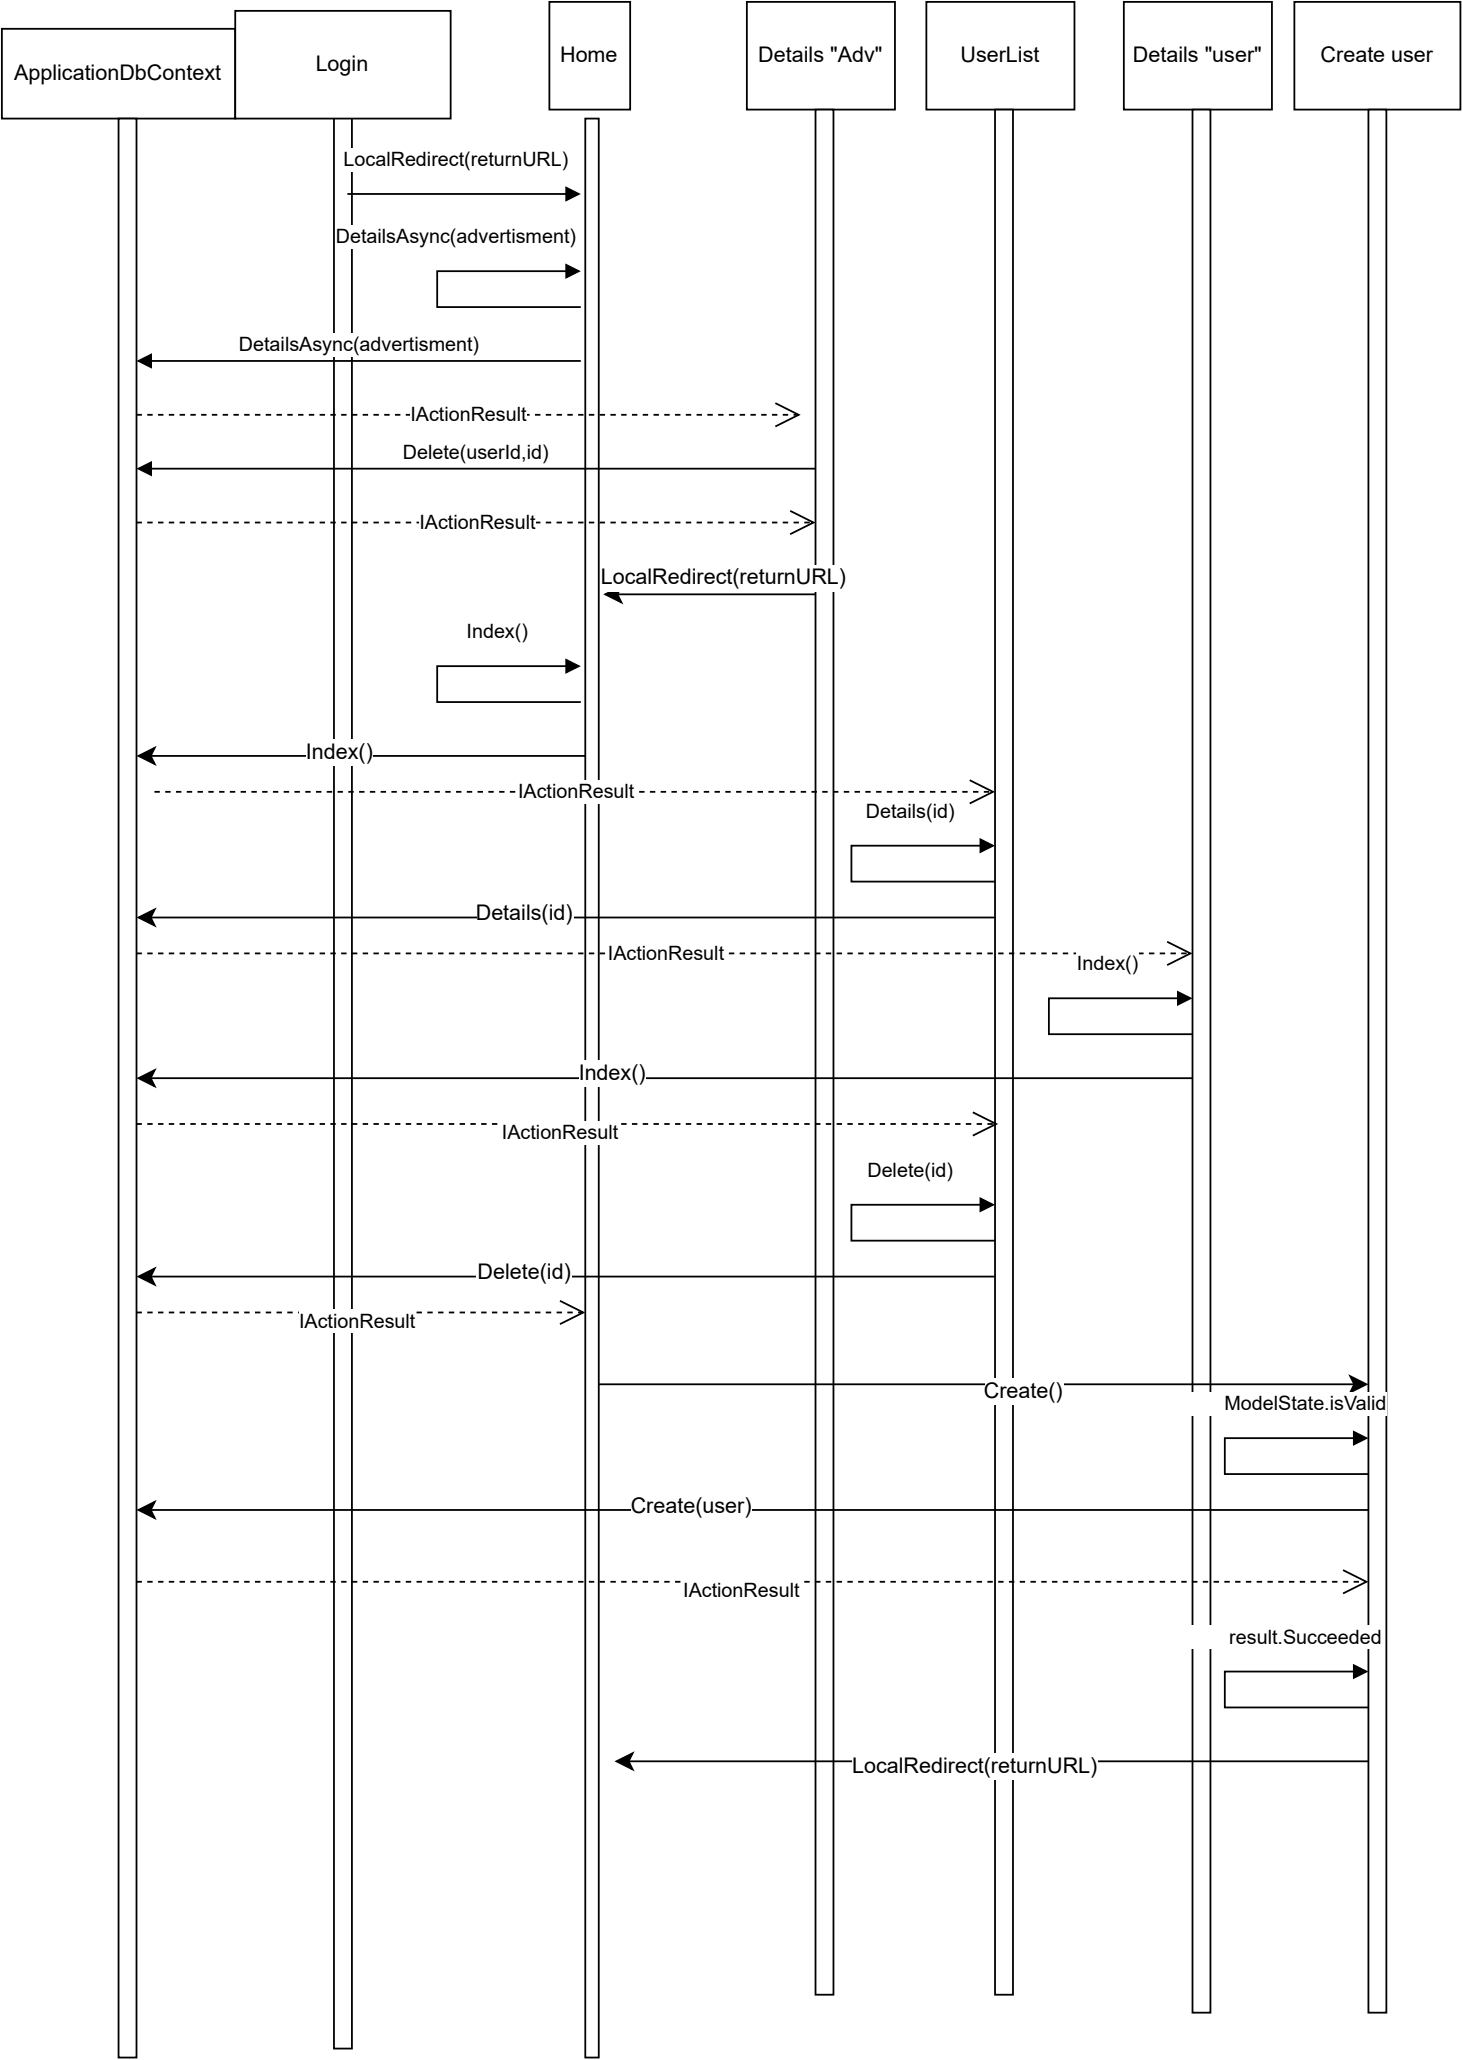 ApplicationDbContext
Login
Home
Details "Adv"
UserList
Details "user"
Create user
LocalRedirect(returnURL)
DetailsAsync(advertisment)
DetailsAsync(advertisment)
IActionResult
Delete(userId,id)
IActionResult
LocalRedirect(returnURL)
Index()
Index()
IActionResult
Details(id)
Details(id)
IActionResult
Index()
Index()
IActionResult
Delete(id)
Delete(id)
IActionResult
Create()
ModelState.isValid
Create(user)
IActionResult
result.Succeeded
LocalRedirect(returnURL)